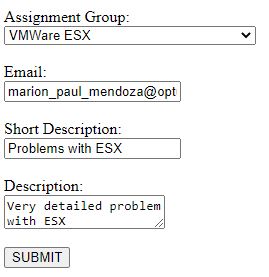 Assignment Group:
VMWare ESX
Email:
marion_paul_mendoza@opt
Short Description:
Problems with ESX
Description:
Very detailed problem
with ESX
SUBMIT